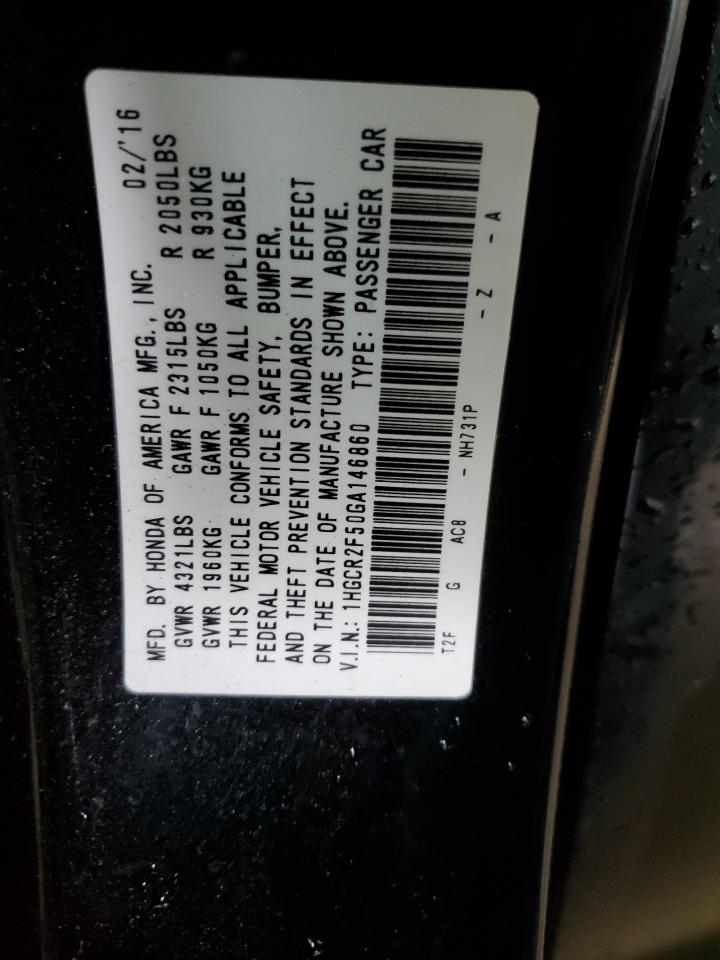 MFD. BY HONDA OF AMERICA MFG., INC. 02/'16
GVWR 4321LBS GAWR F 2315LBS R 2050LBS
GVWR 1960KG GAWR F 1050KG R 930KG
THIS VEHICLE CONFORMS TO ALL APPLICABLE
FEDERAL MOTOR VEHICLE SAFETY, BUMPER,
AND THEFT PREVENTION STANDARDS IN EFFECT
ON THE DATE OF MANUFACTURE SHOWN ABOVE.
V.I.N.: 1HGCR2F50GA146860 TYPE: PASSENGER CAR
T2F G AC8 - NH731P - Z - A